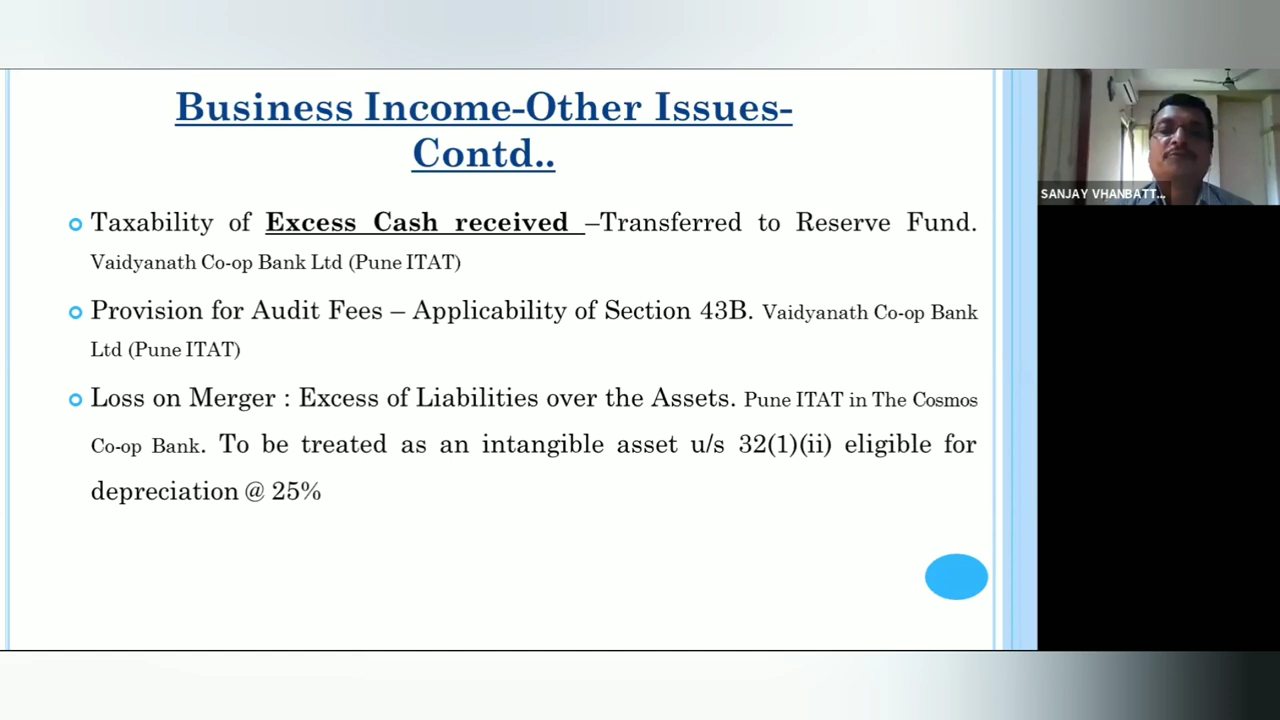 Business Income-Other Issues-
Contd..
Taxability of Excess Cash received –Transferred to Reserve Fund.
Vaidyanath Co-op Bank Ltd (Pune ITAT)
Provision for Audit Fees – Applicability of Section 43B. Vaidyanath Co-op Bank
Ltd (Pune ITAT)
Loss on Merger : Excess of Liabilities over the Assets. Pune ITAT in The Cosmos
Co-op Bank. To be treated as an intangible asset u/s 32(1)(ii) eligible for
depreciation @ 25%
SANJAY VHANBATT...